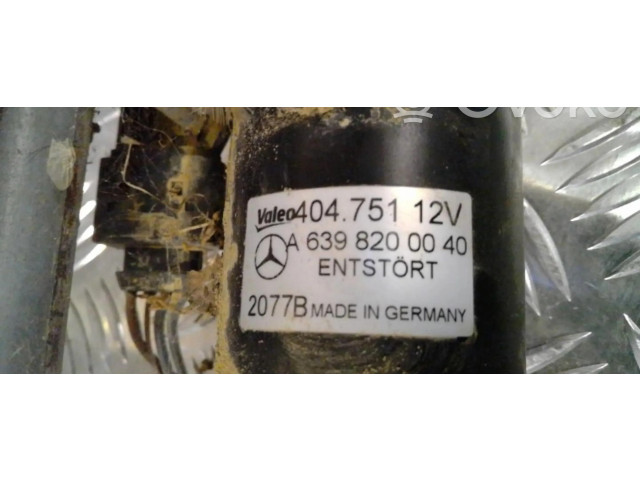 Valeo 404.751 12V
A 639 820 00 40
ENTSTÖRT
2077B MADE IN GERMANY